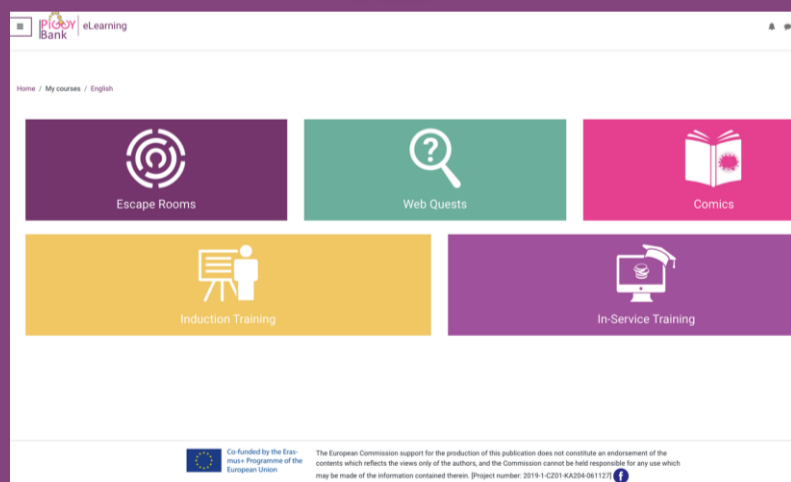 PIGGY
Bank
eLearning
Home / My courses / English
Escape Rooms
?
Web Quests
Comics
Induction Training
In-Service Training
Co-funded by the Eras-
mus+ Programme of the
European Union
The European Commission support for the production of this publication does not constitute an endorsement of the
contents which reflects the views only of the authors, and the Commission cannot be held responsible for any use which
may be made of the information contained therein. [Project number: 2019-1-CZ01-KA204-061127]
f